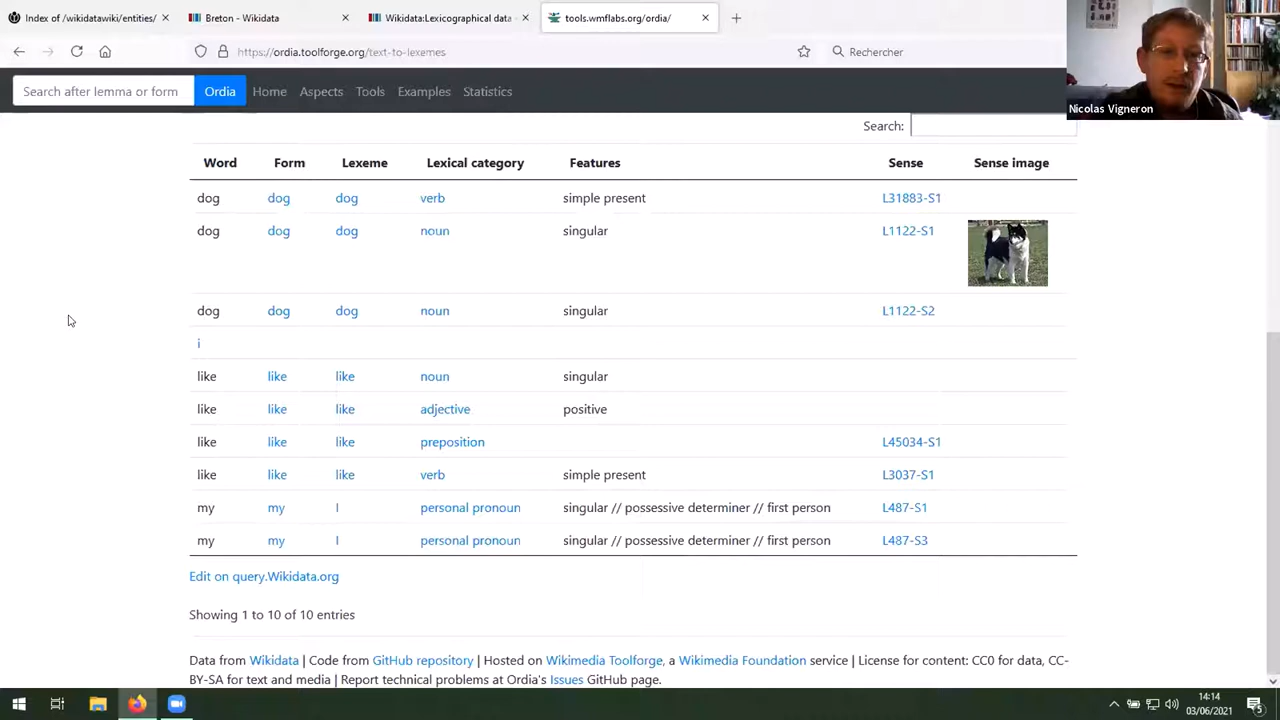 Index of /wikidatawiki/entities/ Breton - Wikidata Wikidata:Lexicographical data - tools.wmflabs.org/ordia/
https://ordia.toolforge.org/text-to-lexemes Rechercher
Nicolas Vigneron
Search after lemma or form Ordia Home Aspects Tools Examples Statistics
Search:
Word Form Lexeme Lexical category Features Sense Sense image
dog dog dog verb simple present L31883-S1
dog dog dog noun singular L1122-S1
dog dog dog noun singular L1122-S2
i
like like like noun singular
like like like adjective positive
like like like preposition L45034-S1
like like like verb simple present L3037-S1
my my I personal pronoun singular // possessive determiner // first person L487-S1
my my I personal pronoun singular // possessive determiner // first person L487-S3
Edit on query.Wikidata.org
Showing 1 to 10 of 10 entries
Data from Wikidata | Code from GitHub repository | Hosted on Wikimedia Toolforge, a Wikimedia Foundation service | License for content: CC0 for data, CC-
BY-SA for text and media | Report technical problems at Ordia's Issues GitHub page.
14:14
03/06/2021
5